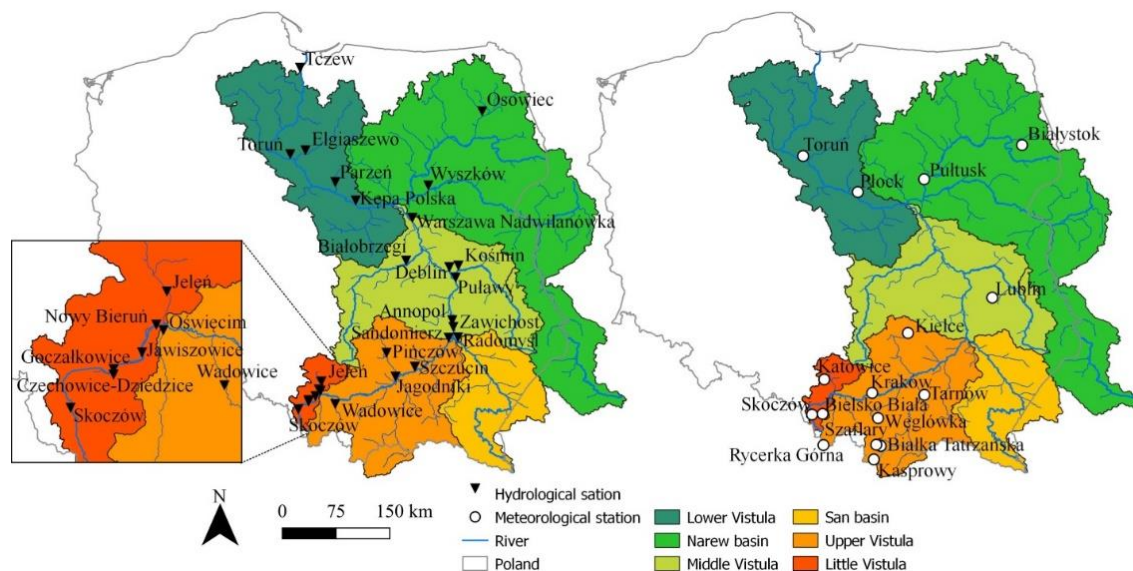 Tczew
Osowiec
Elgiaszewo
Toruń
Parzeń
Wyszków
Kępa Polska
Warszawa Nadwilanówka
Białobrzegi
Kośmin
Dęblin
Puławy
Annopol
Zawichost
Sandomierz
Radomyśl
Pińczów
Szczucin
Jeleń
Jagodniki
Wadowice
Skoczów
Jeleń
Nowy Bieruń
Oświęcim
Jawiszowice
Goczałkowice
Wadowice
Czechowice-Dziedzice
Skoczów
Białystok
Toruń
Pułtusk
Płock
Lublin
Kielce
Katowice
Kraków
Tarnów
Skoczów
Bielsko Biała
Węglówka
Szaflary
Rycerka Górna
Białka Tatrzańska
Kasprowy
N
0 75 150 km
Hydrological sation
Meteorological station
River
Poland
Lower Vistula
Narew basin
Middle Vistula
San basin
Upper Vistula
Little Vistula